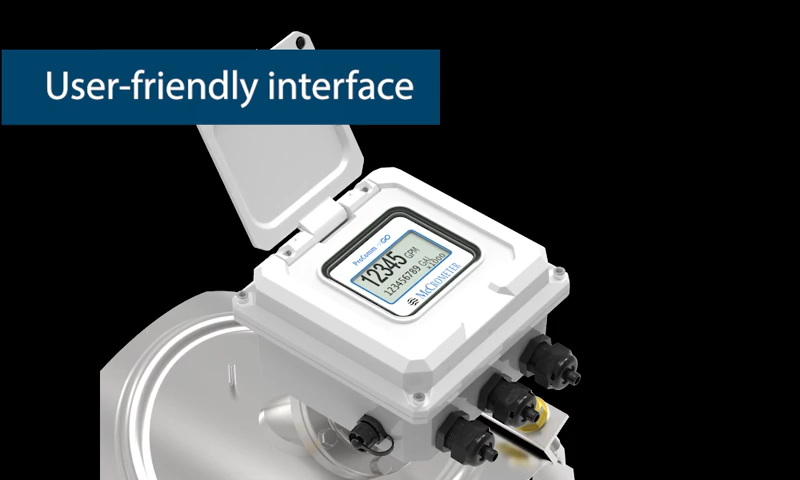 User-friendly interface
ProComm GO
12345 GPM
123456789 GAL
x1000
McCROMETER